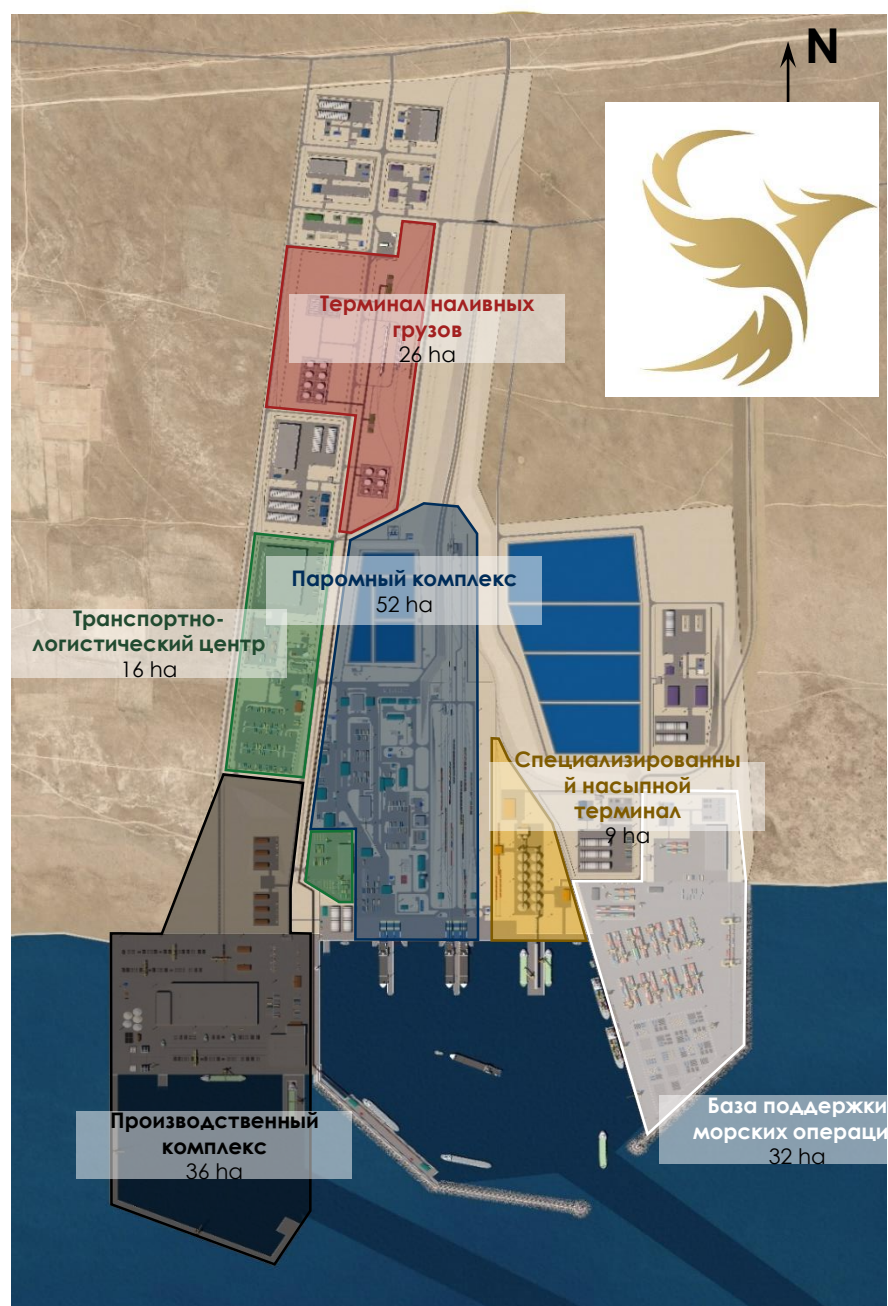 N
Терминал наливных
грузов
26 ha
Паромный комплекс
52 ha
Транспортно-
логистический центр
16 ha
Специализированны
й насыпной
терминал
9 ha
База поддержки
морских операци
32 ha
Производственный
комплекс
36 ha